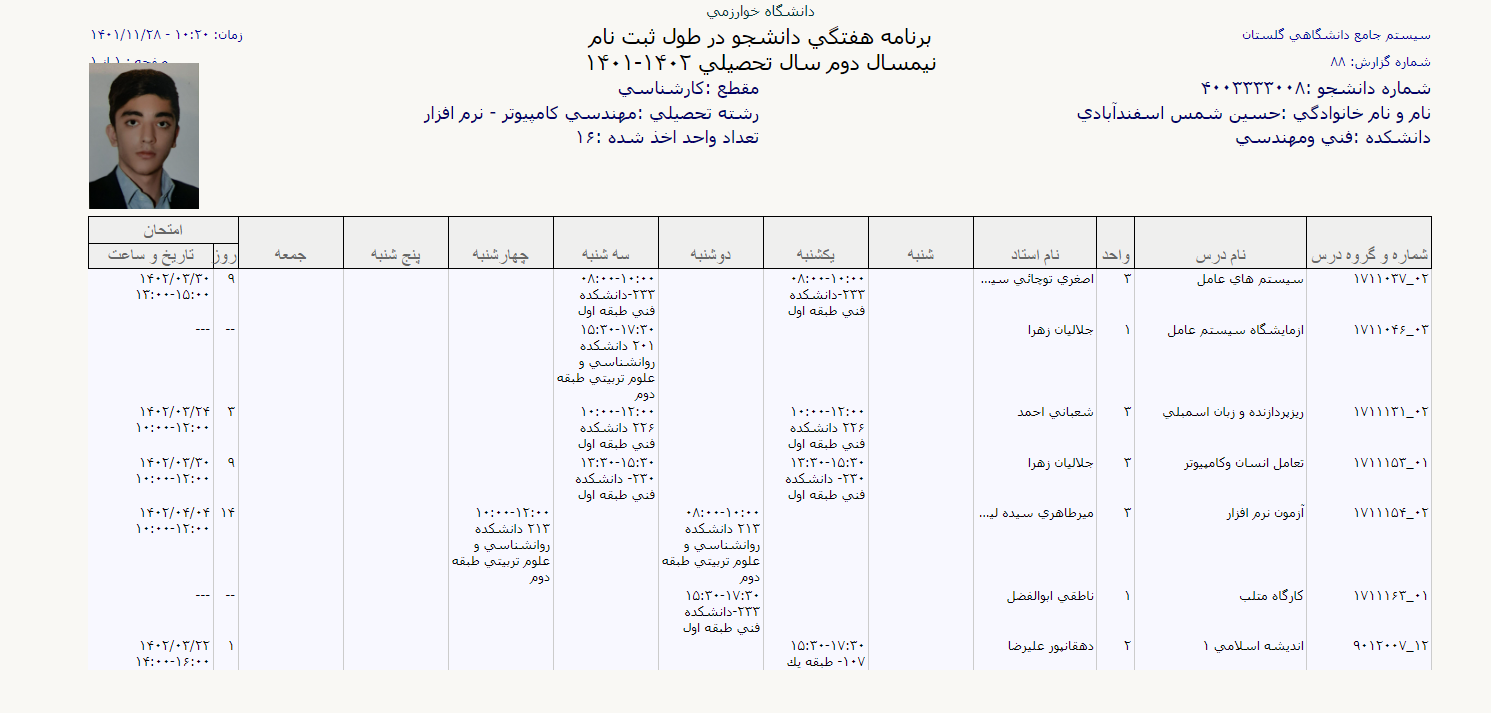 دانشگاه خوارزمي
سيستم جامع دانشگاهي گلستان
برنامه هفتگي دانشجو در طول ثبت نام
زمان: ۱۰:۲۰ - ۱۴۰۱/۱۱/۲۸
شماره گزارش: ۸۸
نيمسال دوم سال تحصيلي ۱۴۰۲-۱۴۰۱
صفحه : ۱ از ۱
شماره دانشجو :۴۰۰۳۳۳۳۰۰۸
مقطع :كارشناسي
نام و نام خانوادگي :حسين شمس اسفندآبادي
رشته تحصيلي :مهندسي كامپيوتر - نرم افزار
دانشكده :فني ومهندسي
تعداد واحد اخذ شده :۱۶
شماره و گروه درس
نام درس
واحد
نام استاد
شنبه
يكشنبه
دوشنبه
سه شنبه
چهارشنبه
پنج شنبه
جمعه
امتحان
روز
تاريخ و ساعت
۱۷۱۱۰۳۷_۰۲
سيستم هاي عامل
۳
اصغري توچائي سي...
۰۸:۰۰-۱۰:۰۰
۲۳۳-دانشكده
فني طبقه اول
۰۸:۰۰-۱۰:۰۰
۲۳۳-دانشكده
فني طبقه اول
۹
۱۴۰۲/۰۳/۳۰
۱۳:۰۰-۱۵:۰۰
۱۷۱۱۰۴۶_۰۳
ازمايشگاه سيستم عامل
۱
جلاليان زهرا
۱۵:۳۰-۱۷:۳۰
۲۰۱ دانشكده
روانشناسي و
علوم تربيتي طبقه
دوم
--
---
۱۷۱۱۱۳۱_۰۲
ريزپردازنده و زبان اسمبلي
۳
شعباني احمد
۱۰:۰۰-۱۲:۰۰
۲۲۶ دانشكده
فني طبقه اول
۱۰:۰۰-۱۲:۰۰
۲۲۶ دانشكده
فني طبقه اول
۳
۱۴۰۲/۰۳/۲۴
۱۰:۰۰-۱۲:۰۰
۱۷۱۱۱۵۳_۰۱
تعامل انسان وكامپيوتر
۳
جلاليان زهرا
۱۳:۳۰-۱۵:۳۰
۲۳۰- دانشكده
فني طبقه اول
۱۳:۳۰-۱۵:۳۰
۲۳۰- دانشكده
فني طبقه اول
۹
۱۴۰۲/۰۳/۳۰
۱۰:۰۰-۱۲:۰۰
۱۷۱۱۱۵۴_۰۲
آزمون نرم افزار
۳
ميرطاهري سيده لي...
۰۸:۰۰-۱۰:۰۰
۲۱۳ دانشكده
روانشناسي و
علوم تربيتي طبقه
دوم
۱۰:۰۰-۱۲:۰۰
۲۱۳ دانشكده
روانشناسي و
علوم تربيتي طبقه
دوم
۱۴
۱۴۰۲/۰۴/۰۴
۱۰:۰۰-۱۲:۰۰
۱۷۱۱۱۶۳_۰۱
كارگاه متلب
۱
ناطقي ابوالفضل
۱۵:۳۰-۱۷:۳۰
۲۳۳-دانشكده
فني طبقه اول
--
---
۹۰۱۲۰۰۷_۱۲
انديشه اسلامي ۱
۲
دهقانپور عليرضا
۱۵:۳۰-۱۷:۳۰
۱۰۷- طبقه يك
۱
۱۴۰۲/۰۳/۲۲
۱۴:۰۰-۱۶:۰۰